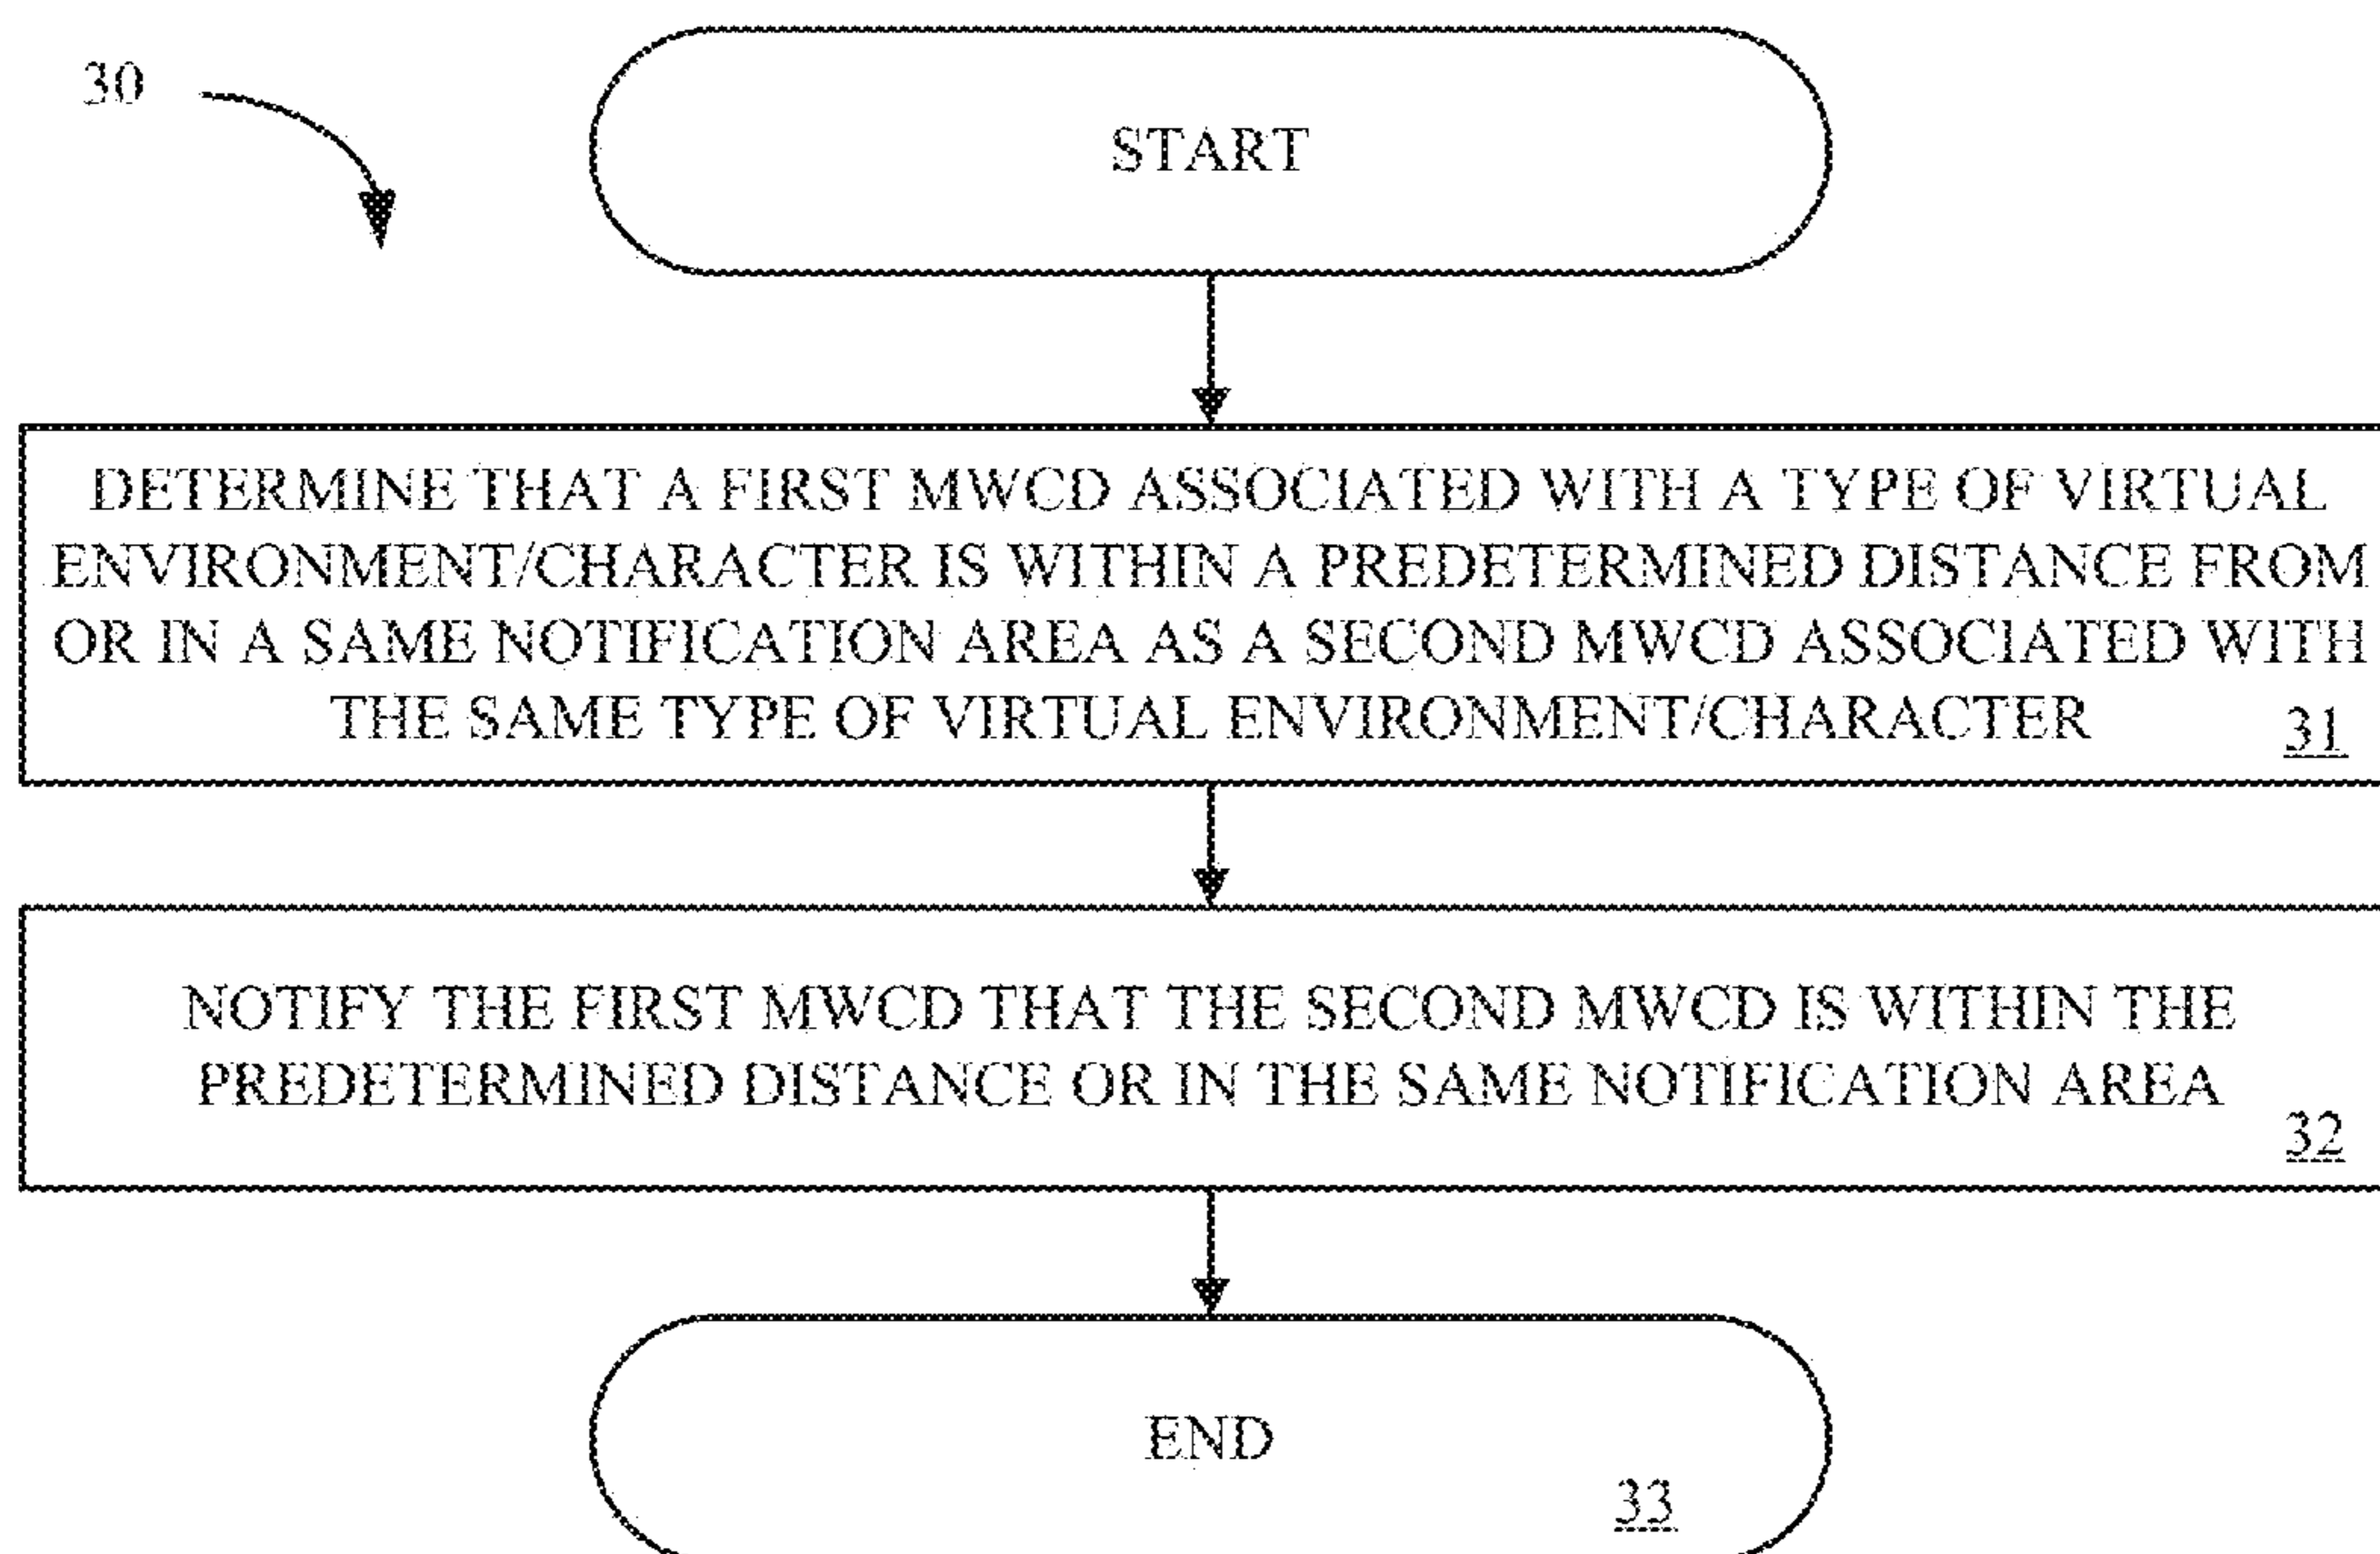 30
START
DETERMINE THAT A FIRST MWCD ASSOCIATED WITH A TYPE OF VIRTUAL
ENVIRONMENT/CHARACTER IS WITHIN A PREDETERMINED DISTANCE FROM
OR IN A SAME NOTIFICATION AREA AS A SECOND MWCD ASSOCIATED WITH
THE SAME TYPE OF VIRTUAL ENVIRONMENT/CHARACTER
31
NOTIFY THE FIRST MWCD THAT THE SECOND MWCD IS WITHIN THE
PREDETERMINED DISTANCE OR IN THE SAME NOTIFICATION AREA
32
END
33